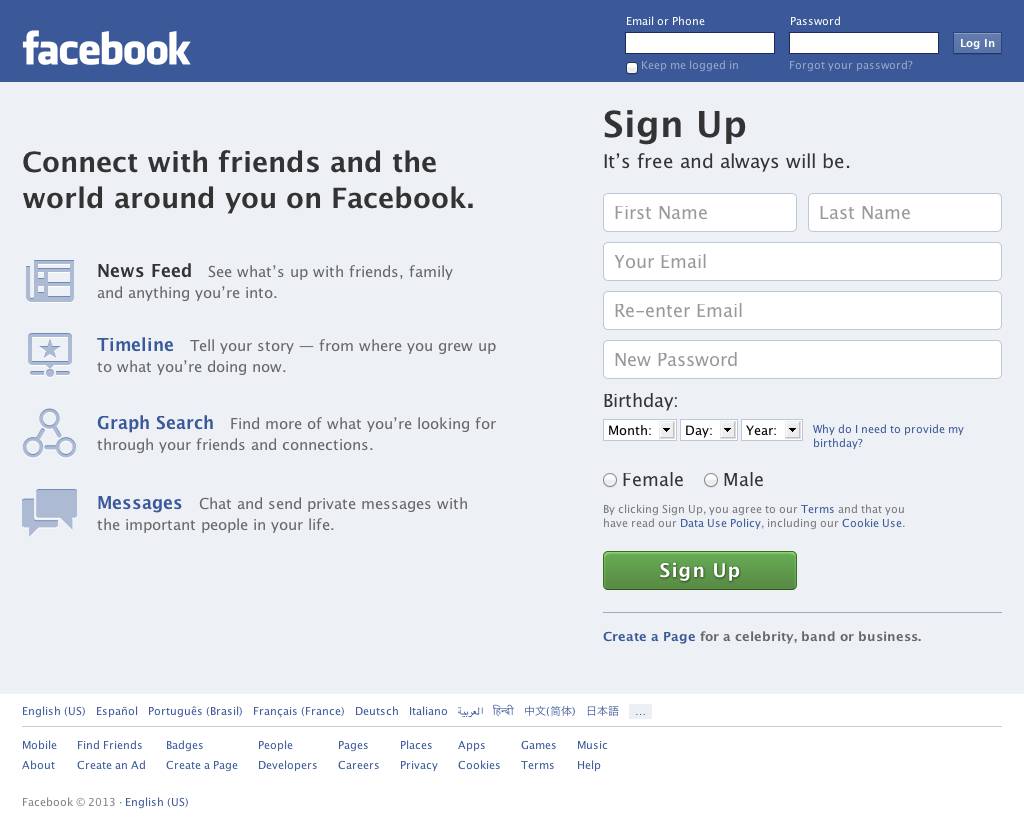 facebook
Email or Phone
Password
Log In
Keep me logged in
Forgot your password?
Connect with friends and the
world around you on Facebook.
News Feed See what's up with friends, family
and anything you're into.
Timeline Tell your story — from where you grew up
to what you're doing now.
Graph Search Find more of what you're looking for
through your friends and connections.
Messages Chat and send private messages with
the important people in your life.
Sign Up
It's free and always will be.
First Name
Last Name
Your Email
Re-enter Email
New Password
Birthday:
Month: Day: Year:
Why do I need to provide my
birthday?
Female Male
By clicking Sign Up, you agree to our Terms and that you
have read our Data Use Policy, including our Cookie Use.
Sign Up
Create a Page for a celebrity, band or business.
English (US) Español Português (Brasil) Français (France) Deutsch Italiano العربية हिन्दी 中文(简体) 日本語 ...
Mobile Find Friends Badges People Pages Places Apps Games Music
About Create an Ad Create a Page Developers Careers Privacy Cookies Terms Help
Facebook © 2013 · English (US)